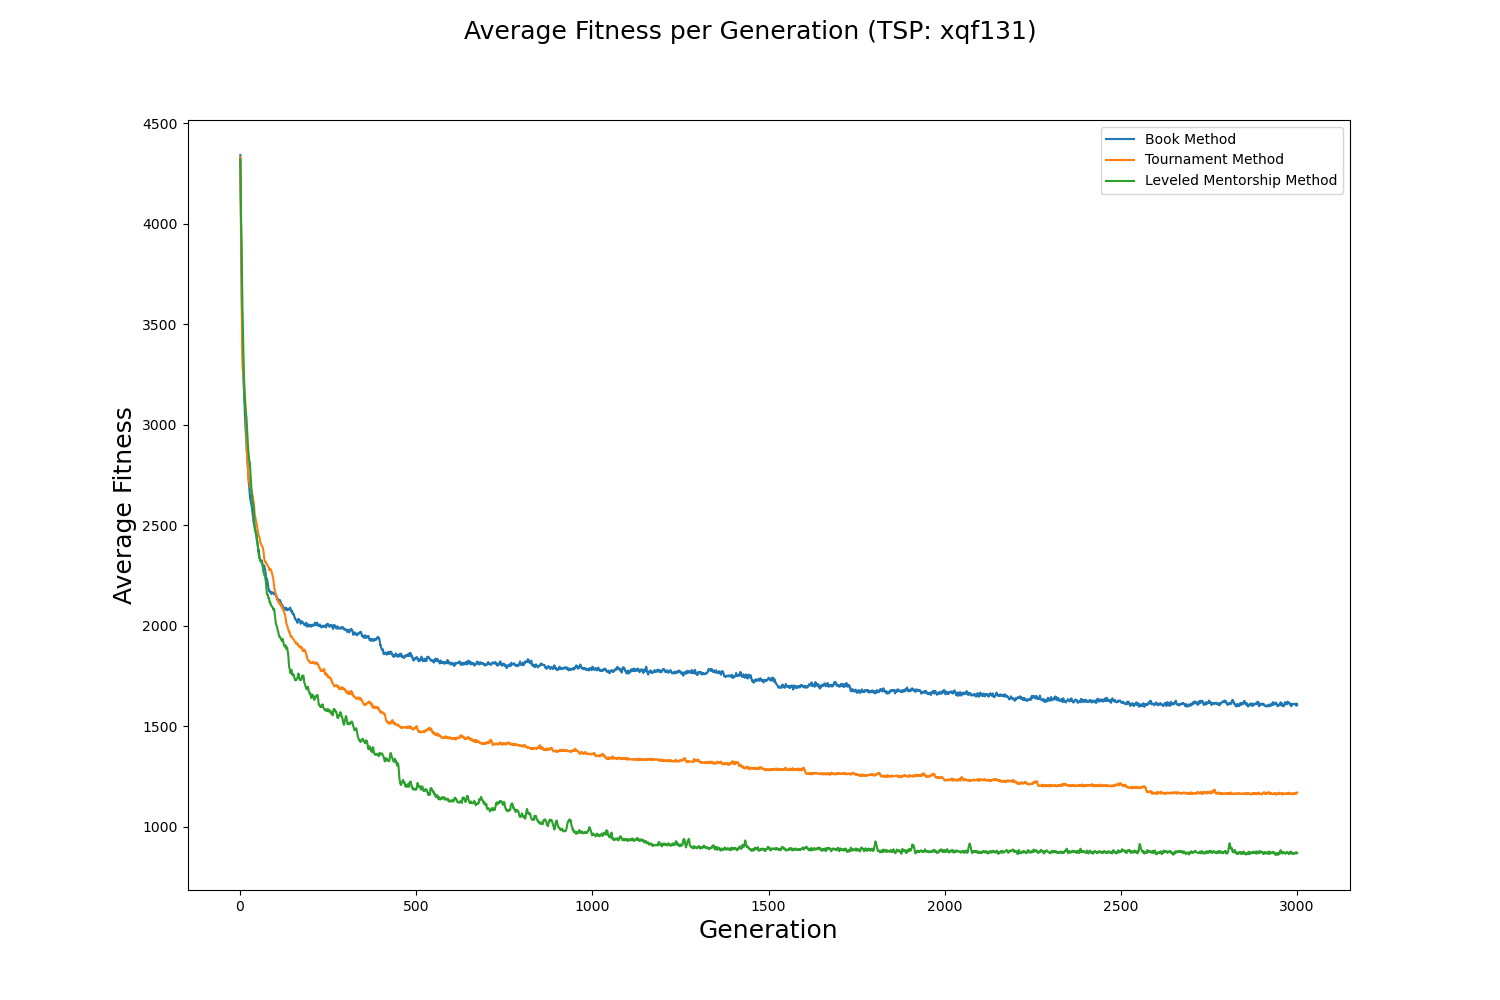 Average Fitness per Generation (TSP: xqf131)
Book Method
Tournament Method
Leveled Mentorship Method
Average Fitness
4500
4000
3500
3000
2500
2000
1500
1000
0 500 1000 1500 2000 2500 3000
Generation